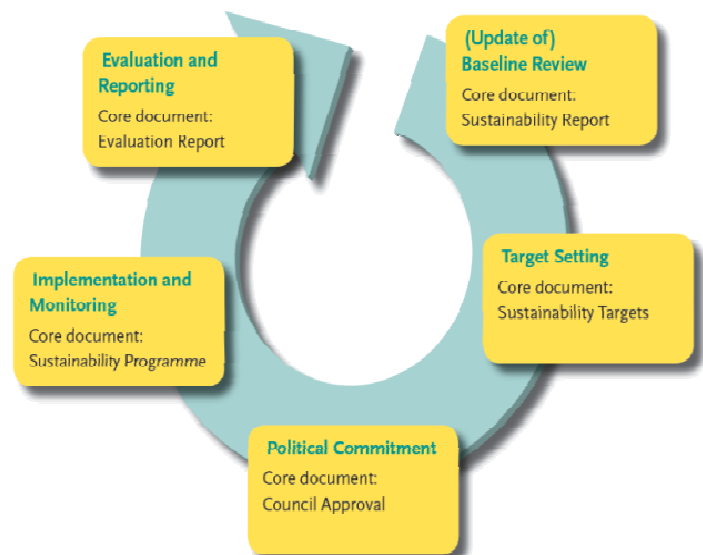 (Update of)
Baseline Review
Core document:
Sustainability Report
Target Setting
Core document:
Sustainability Targets
Political Commitment
Core document:
Council Approval
Implementation and
Monitoring
Core document:
Sustainability Programme
Evaluation and
Reporting
Core document:
Evaluation Report